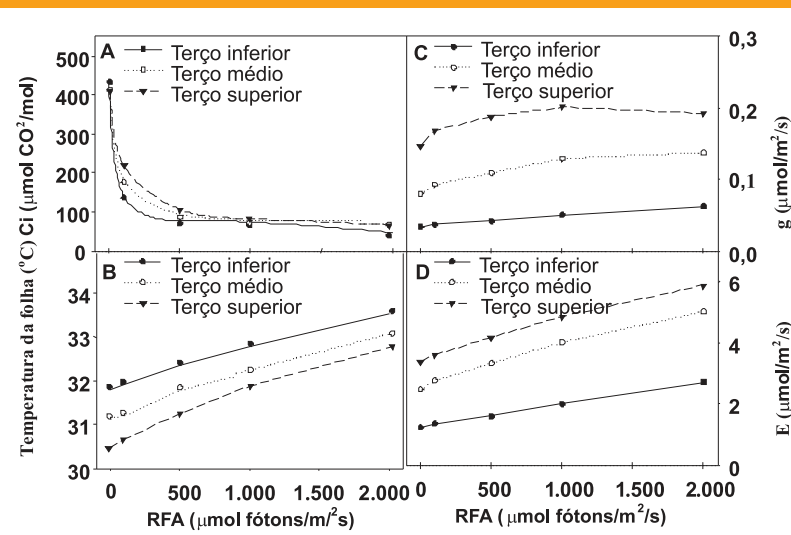 A
Terço inferior
Terço médio
Terço superior
500
400
300
200
100
0
Ci (μmol CO²/mol)
C
Terço inferior
Terço médio
Terço superior
0,3
0,2
0,1
0,0
g (μmol/m²/s)
B
Terço inferior
Terço médio
Terço superior
34
33
32
31
30
Temperatura da folha (°C)
0 500 1.000 1.500 2.000
RFA (μmol fótons/m/²s)
D
Terço inferior
Terço médio
Terço superior
6
4
2
0
E (μmol/m²/s)
0 500 1.000 1.500 2.000
RFA (μmol fótons/m²/s)